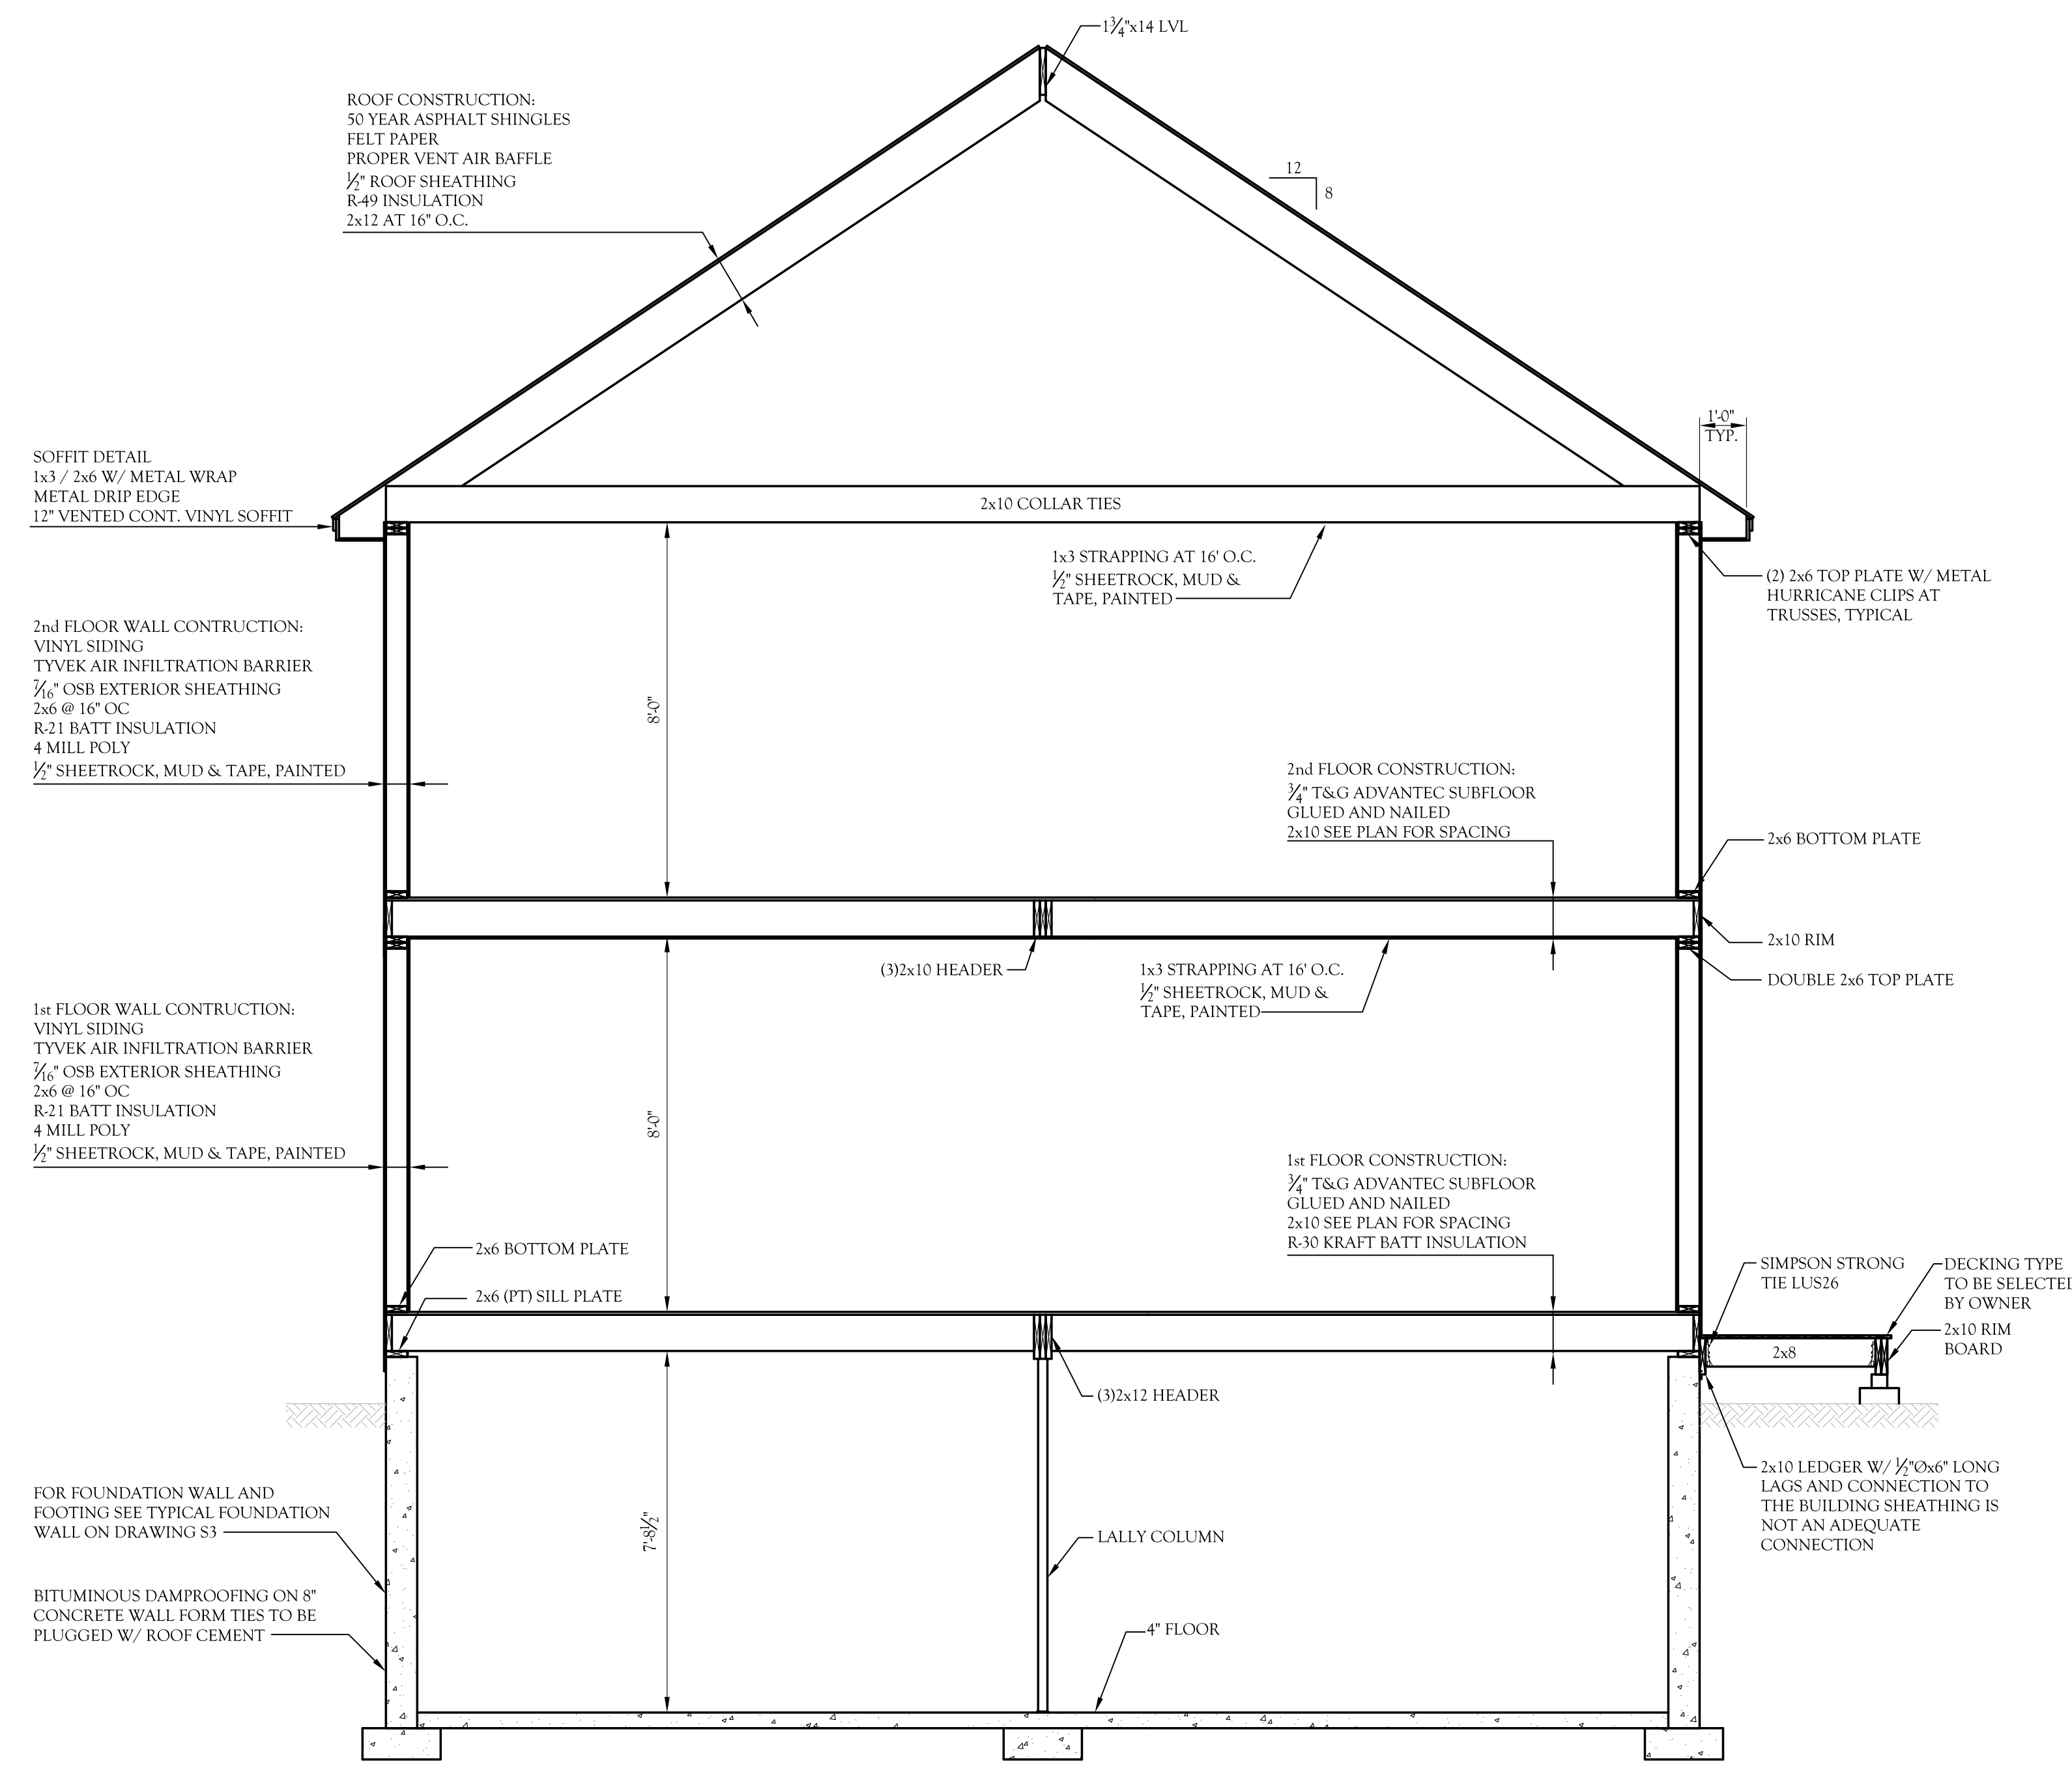 1¾"x14 LVL
ROOF CONSTRUCTION:
50 YEAR ASPHALT SHINGLES
FELT PAPER
PROPER VENT AIR BAFFLE
½" ROOF SHEATHING
R-49 INSULATION
2x12 AT 16" O.C.
12
8
1'-0"
TYP.
SOFFIT DETAIL
1x3 / 2x6 W/ METAL WRAP
METAL DRIP EDGE
12" VENTED CONT. VINYL SOFFIT
2x10 COLLAR TIES
1x3 STRAPPING AT 16' O.C.
½" SHEETROCK, MUD &
TAPE, PAINTED
(2) 2x6 TOP PLATE W/ METAL
HURRICANE CLIPS AT
TRUSSES, TYPICAL
2nd FLOOR WALL CONTRUCTION:
VINYL SIDING
TYVEK AIR INFILTRATION BARRIER
7/16" OSB EXTERIOR SHEATHING
2x6 @ 16" OC
R-21 BATT INSULATION
4 MILL POLY
½" SHEETROCK, MUD & TAPE, PAINTED
8'-0"
2nd FLOOR CONSTRUCTION:
¾" T&G ADVANTEC SUBFLOOR
GLUED AND NAILED
2x10 SEE PLAN FOR SPACING
2x6 BOTTOM PLATE
2x10 RIM
DOUBLE 2x6 TOP PLATE
(3)2x10 HEADER
1x3 STRAPPING AT 16' O.C.
½" SHEETROCK, MUD &
TAPE, PAINTED
1st FLOOR WALL CONTRUCTION:
VINYL SIDING
TYVEK AIR INFILTRATION BARRIER
7/16" OSB EXTERIOR SHEATHING
2x6 @ 16" OC
R-21 BATT INSULATION
4 MILL POLY
½" SHEETROCK, MUD & TAPE, PAINTED
8'-0"
1st FLOOR CONSTRUCTION:
¾" T&G ADVANTEC SUBFLOOR
GLUED AND NAILED
2x10 SEE PLAN FOR SPACING
R-30 KRAFT BATT INSULATION
2x6 BOTTOM PLATE
2x6 (PT) SILL PLATE
SIMPSON STRONG
TIE LUS26
DECKING TYPE
TO BE SELECTED
BY OWNER
2x10 RIM
BOARD
2x8
(3)2x12 HEADER
2x10 LEDGER W/ ½"Øx6" LONG
LAGS AND CONNECTION TO
THE BUILDING SHEATHING IS
NOT AN ADEQUATE
CONNECTION
FOR FOUNDATION WALL AND
FOOTING SEE TYPICAL FOUNDATION
WALL ON DRAWING S3
7'-8½"
LALLY COLUMN
BITUMINOUS DAMPROOFING ON 8"
CONCRETE WALL FORM TIES TO BE
PLUGGED W/ ROOF CEMENT
4" FLOOR